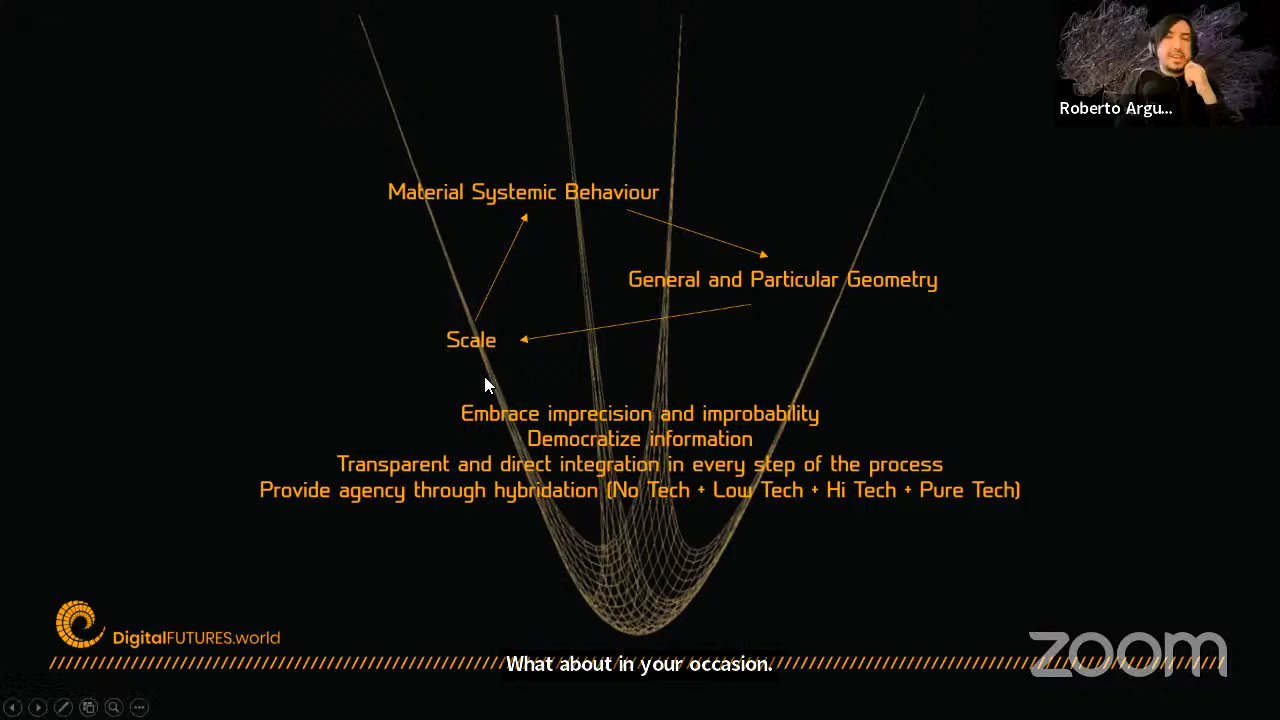 Roberto Argu...
Material Systemic Behaviour
General and Particular Geometry
Scale
Embrace imprecision and improbability
Democratize information
Transparent and direct integration in every step of the process
Provide agency through hybridation (No Tech + Low Tech + Hi Tech + Pure Tech)
DigitalFUTURES.world
zoom
What about in your occasion.